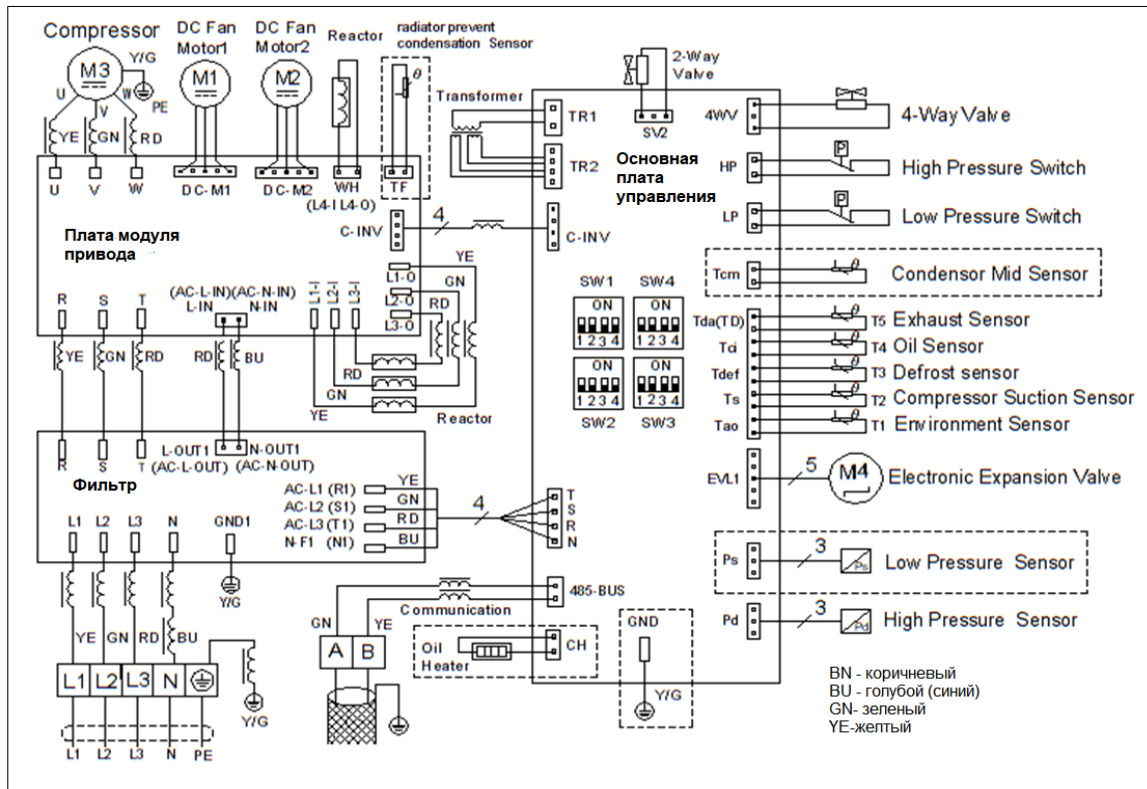 Compressor
DC Fan
Motor1
DC Fan
Motor2
Reactor
radiator prevent
condensation Sensor
Y/G
M3
PE
U
V
W
M1
M2
θ
YE
GN
RD
U
V
W
DC-M1
DC-M2
WH
(L4-I L4-O)
TF
Transformer
TR1
TR2
2-Way
Valve
SV2
Основная
плата
управления
4WV
4-Way Valve
P
HP
High Pressure Switch
P
LP
Low Pressure Switch
Плата модуля
привода
C-INV
4
C-INV
Tcm
θ
Condensor Mid Sensor
R
S
T
(AC-L-IN)(AC-N-IN)
L-IN
N-IN
L1-I
L2-I
L3-I
L1-O
L2-O
L3-O
YE
GN
RD
SW1
SW4
ON
1 2 3 4
ON
1 2 3 4
ON
1 2 3 4
ON
1 2 3 4
SW2
SW3
Tda(TD)
θ
T5 Exhaust Sensor
Tci
θ
T4 Oil Sensor
Tdef
θ
T3 Defrost sensor
Ts
θ
T2 Compressor Suction Sensor
Tao
θ
T1 Environment Sensor
YE
GN
RD
RD
BU
RD
GN
YE
Reactor
R
S
T
L-OUT1
(AC-L-OUT)
N-OUT1
(AC-N-OUT)
Фильтр
AC-L1 (R1)
YE
AC-L2 (S1)
GN
AC-L3 (T1)
RD
N-F1 (N1)
BU
4
T
S
R
N
EVL1
5
M4
Electronic Expansion Valve
L1
L2
L3
N
GND1
Y/G
Ps
3
Ps
Low Pressure Sensor
Pd
3
Pd
High Pressure Sensor
485-BUS
Communication
GN
YE
A
B
Oil
Heater
CH
GND
Y/G
YE
GN
RD
BU
L1
L2
L3
N
Y/G
L1
L2
L3
N
PE
BN - коричневый
BU - голубой (синий)
GN- зеленый
YE-желтый